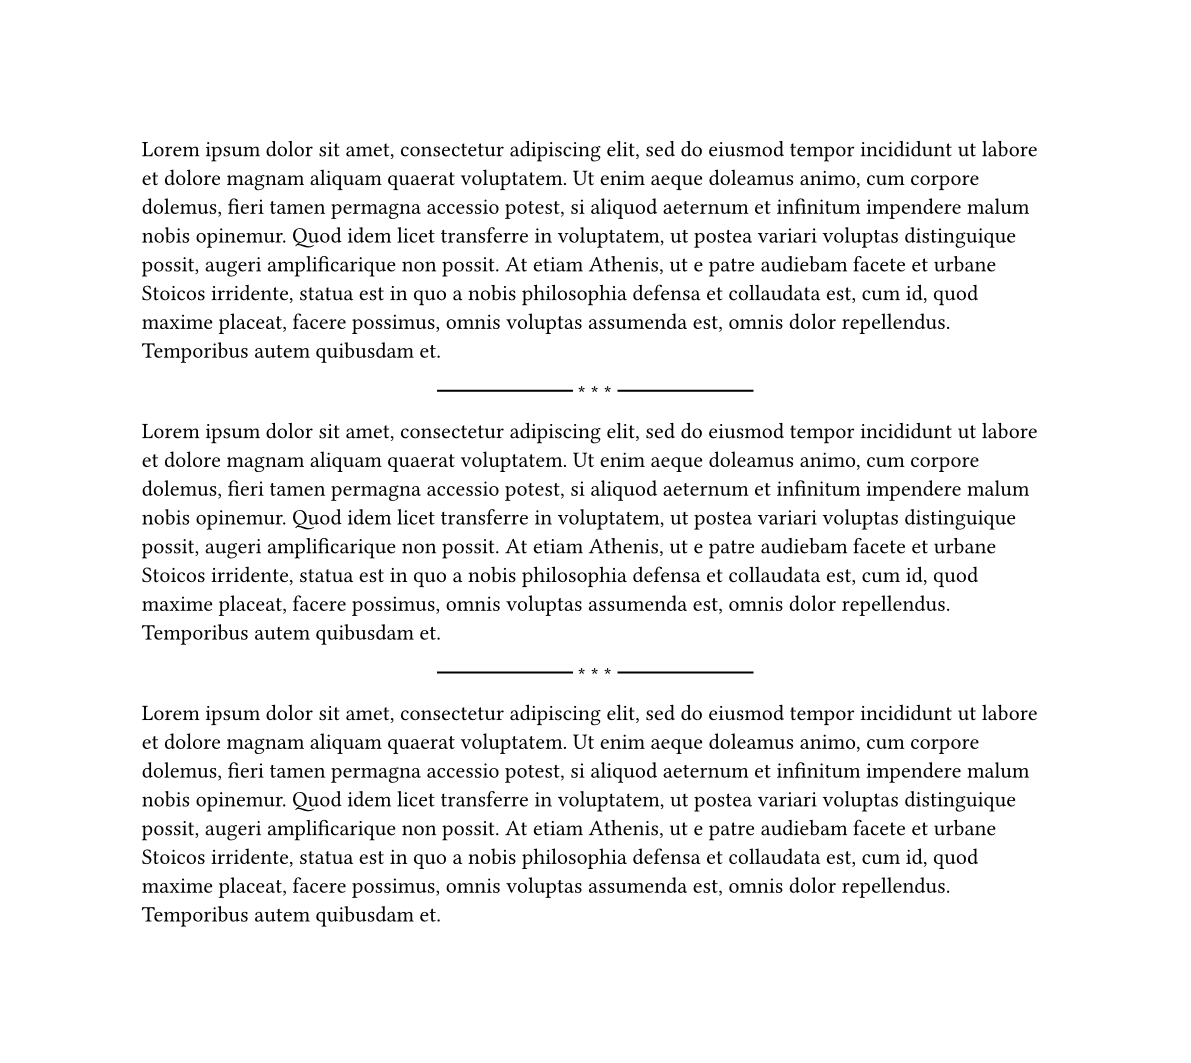 Lorem ipsum dolor sit amet, consectetur adipiscing elit, sed do eiusmod tempor incididunt ut labore
et dolore magnam aliquam quaerat voluptatem. Ut enim aeque doleamus animo, cum corpore
dolemus, fieri tamen permagna accessio potest, si aliquod aeternum et infinitum impendere malum
nobis opinemur. Quod idem licet transferre in voluptatem, ut postea variari voluptas distinguique
possit, augeri amplificarique non possit. At etiam Athenis, ut e patre audiebam facete et urbane
Stoicos irridente, statua est in quo a nobis philosophia defensa et collaudata est, cum id, quod
maxime placeat, facere possimus, omnis voluptas assumenda est, omnis dolor repellendus.
Temporibus autem quibusdam et.
* * *
Lorem ipsum dolor sit amet, consectetur adipiscing elit, sed do eiusmod tempor incididunt ut labore
et dolore magnam aliquam quaerat voluptatem. Ut enim aeque doleamus animo, cum corpore
dolemus, fieri tamen permagna accessio potest, si aliquod aeternum et infinitum impendere malum
nobis opinemur. Quod idem licet transferre in voluptatem, ut postea variari voluptas distinguique
possit, augeri amplificarique non possit. At etiam Athenis, ut e patre audiebam facete et urbane
Stoicos irridente, statua est in quo a nobis philosophia defensa et collaudata est, cum id, quod
maxime placeat, facere possimus, omnis voluptas assumenda est, omnis dolor repellendus.
Temporibus autem quibusdam et.
* * *
Lorem ipsum dolor sit amet, consectetur adipiscing elit, sed do eiusmod tempor incididunt ut labore
et dolore magnam aliquam quaerat voluptatem. Ut enim aeque doleamus animo, cum corpore
dolemus, fieri tamen permagna accessio potest, si aliquod aeternum et infinitum impendere malum
nobis opinemur. Quod idem licet transferre in voluptatem, ut postea variari voluptas distinguique
possit, augeri amplificarique non possit. At etiam Athenis, ut e patre audiebam facete et urbane
Stoicos irridente, statua est in quo a nobis philosophia defensa et collaudata est, cum id, quod
maxime placeat, facere possimus, omnis voluptas assumenda est, omnis dolor repellendus.
Temporibus autem quibusdam et.